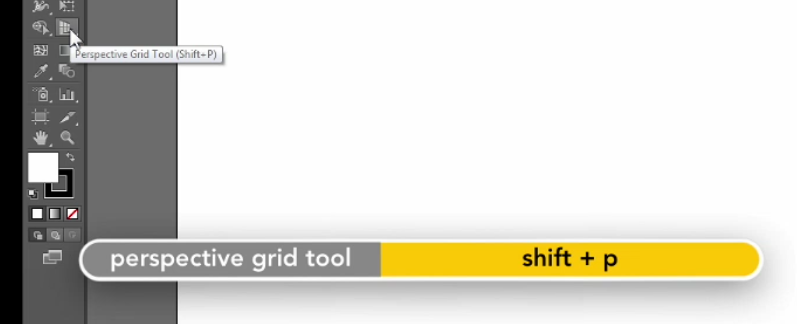 Perspective Grid Tool (Shift+P)
perspective grid tool shift + p